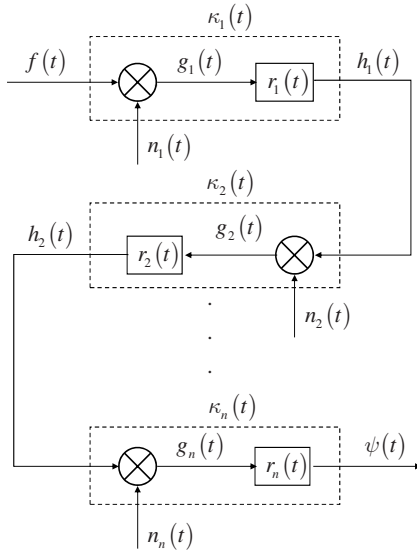 κ₁(t)
f(t) g₁(t) r₁(t) h₁(t)
n₁(t)
κ₂(t)
h₂(t) r₂(t) g₂(t)
n₂(t)
.
.
.
κₙ(t)
gₙ(t) rₙ(t) ψ(t)
nₙ(t)